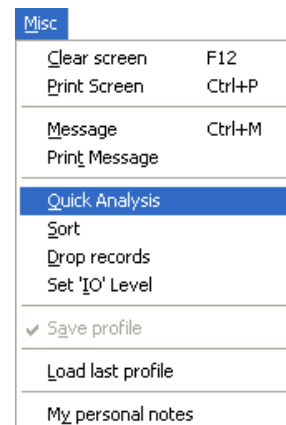 Misc
Clear screen F12
Print Screen Ctrl+P
Message Ctrl+M
Print Message
Quick Analysis
Sort
Drop records
Set 'IO' Level
Save profile
Load last profile
My personal notes